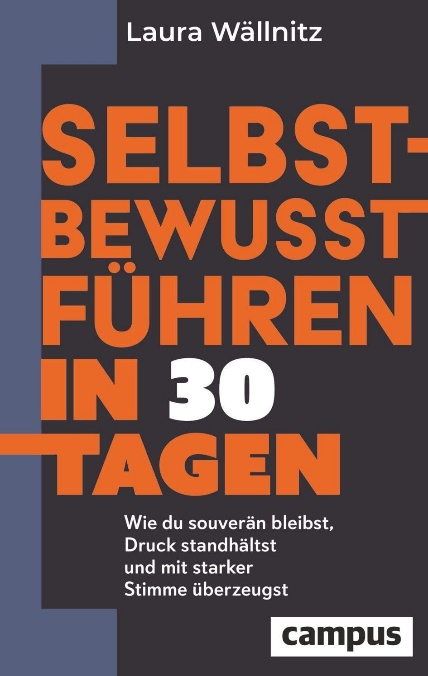 Laura Wällnitz
SELBST-
BEWUSST
FÜHREN
IN 30
TAGEN
Wie du souverän bleibst,
Druck standhältst
und mit starker
Stimme überzeugst
campus